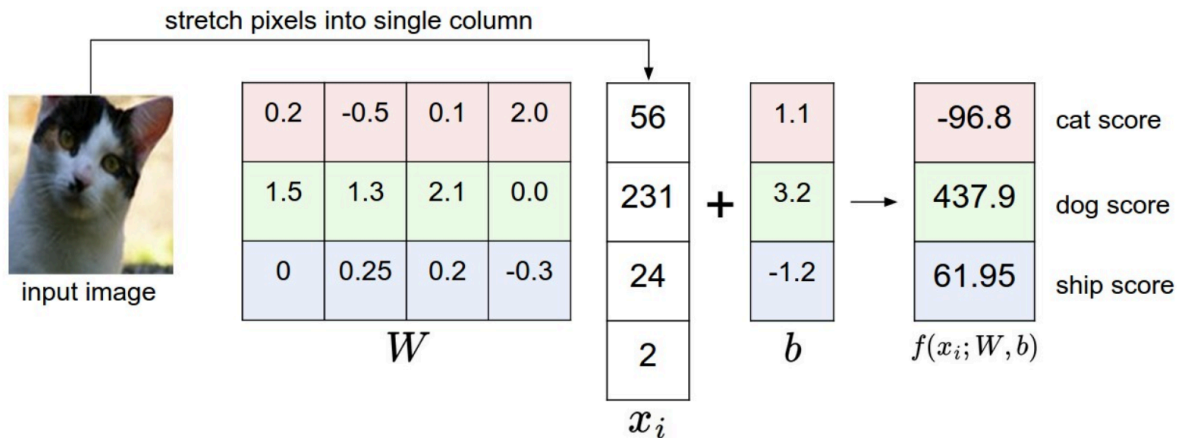 stretch pixels into single column
0.2 -0.5 0.1 2.0
1.5 1.3 2.1 0.0
0 0.25 0.2 -0.3
W
56
231
24
2
x_i
+
1.1
3.2
-1.2
b
-96.8 cat score
437.9 dog score
61.95 ship score
f(x_i; W, b)
input image